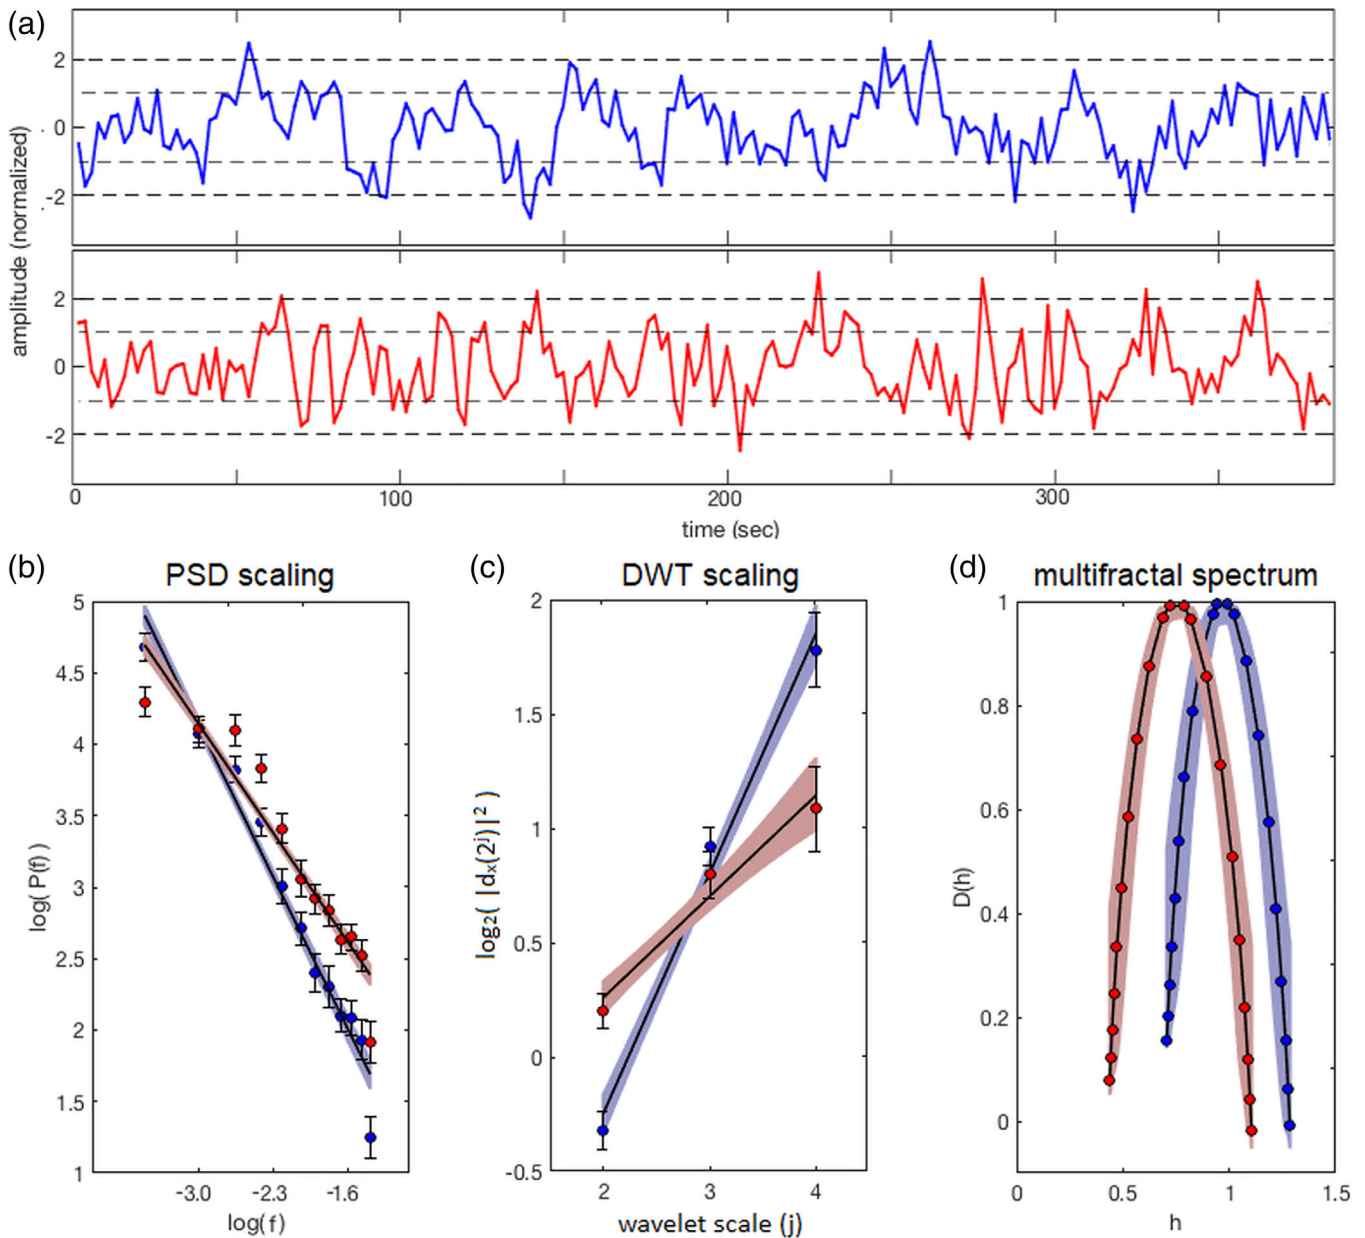 (a)
amplitude (normalized)
2
0
-2
2
0
-2
0
100
200
300
time (sec)
(b)
PSD scaling
5
4.5
4
3.5
3
2.5
2
1.5
1
log( P(f) )
-3.0
-2.3
-1.6
log(f)
(c)
DWT scaling
2
1.5
1
0.5
0
-0.5
log₂( |dₓ(2ʲ)|² )
2
3
4
wavelet scale (j)
(d)
multifractal spectrum
1
0.8
0.6
0.4
0.2
0
D(h)
0
0.5
1
1.5
h